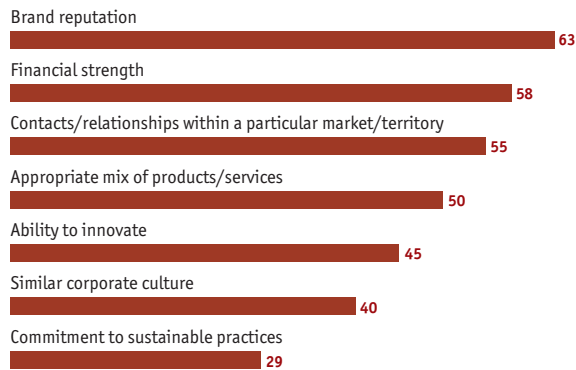 Brand reputation
63
Financial strength
58
Contacts/relationships within a particular market/territory
55
Appropriate mix of products/services
50
Ability to innovate
45
Similar corporate culture
40
Commitment to sustainable practices
29